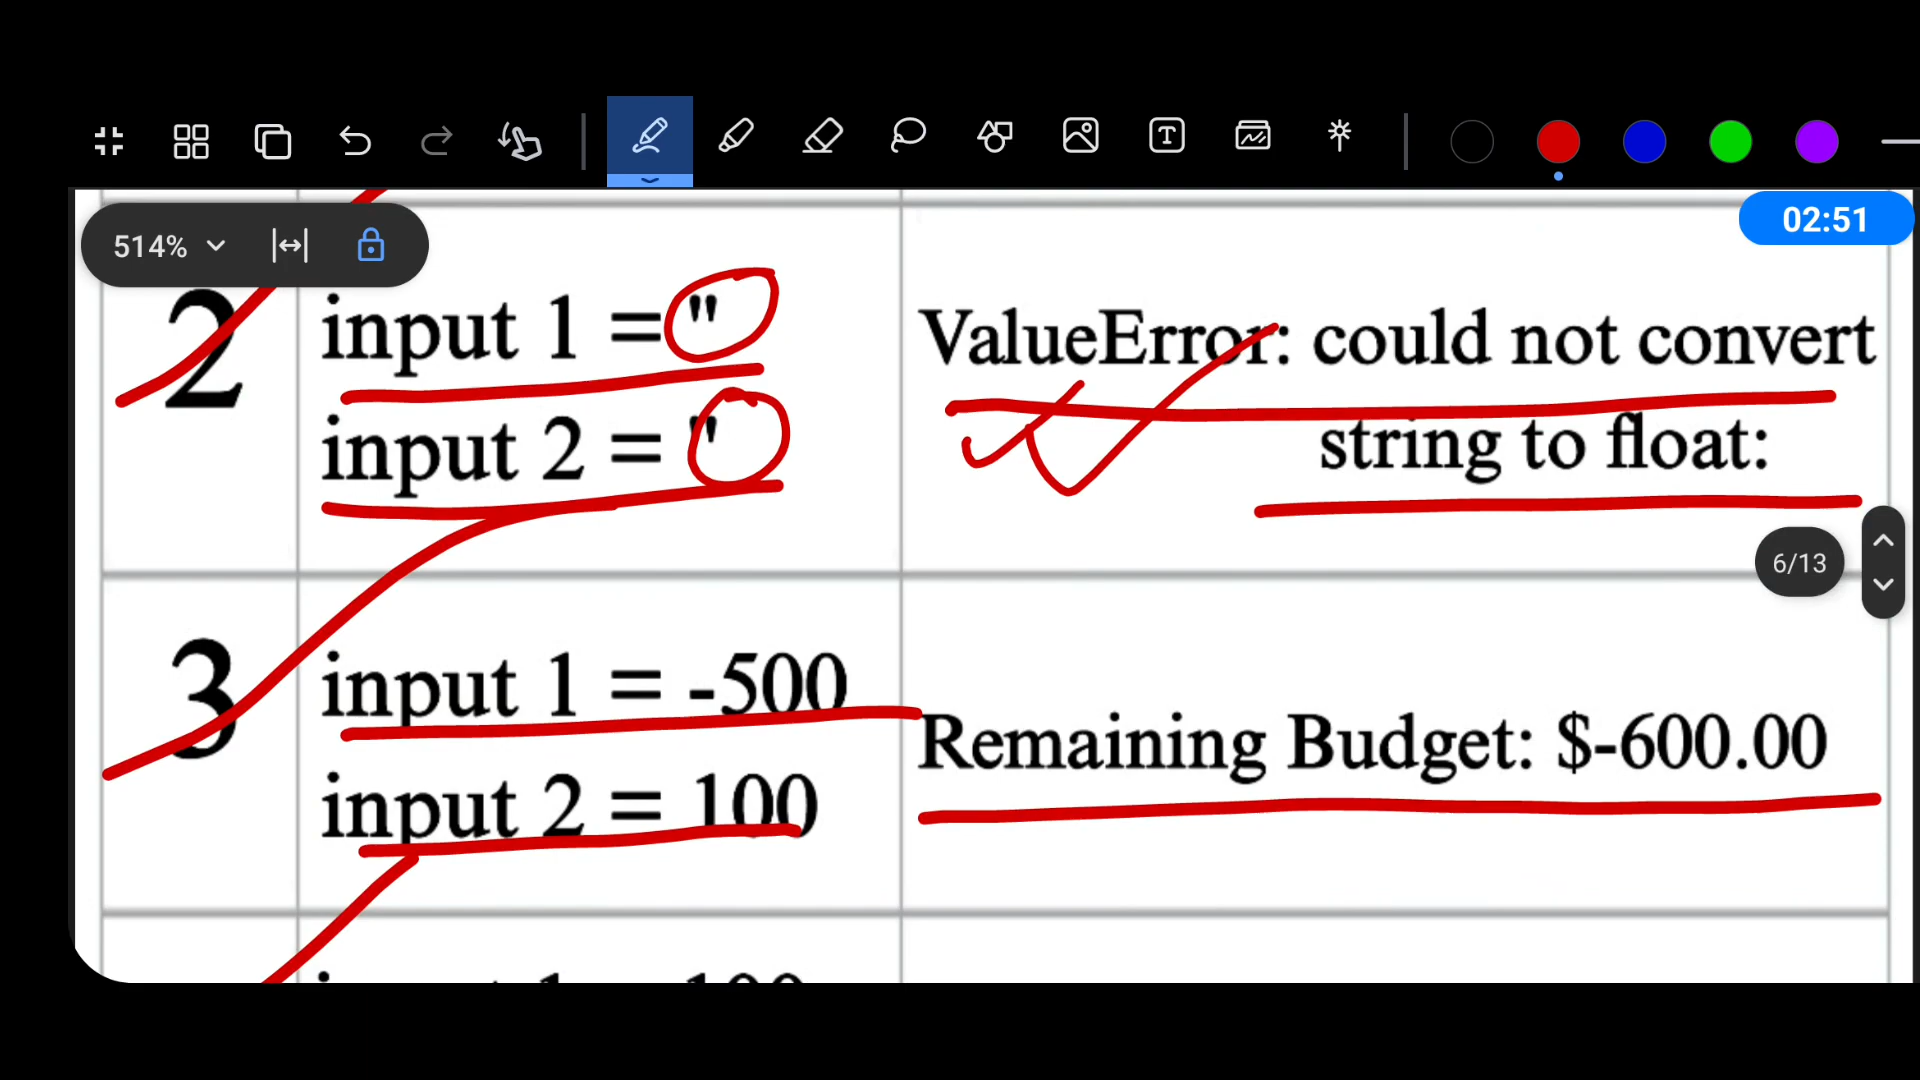 514%
02:51
2
input 1 = "
input 2 = "
ValueError: could not convert
string to float:
6/13
3
input 1 = -500
input 2 = 100
Remaining Budget: $-600.00